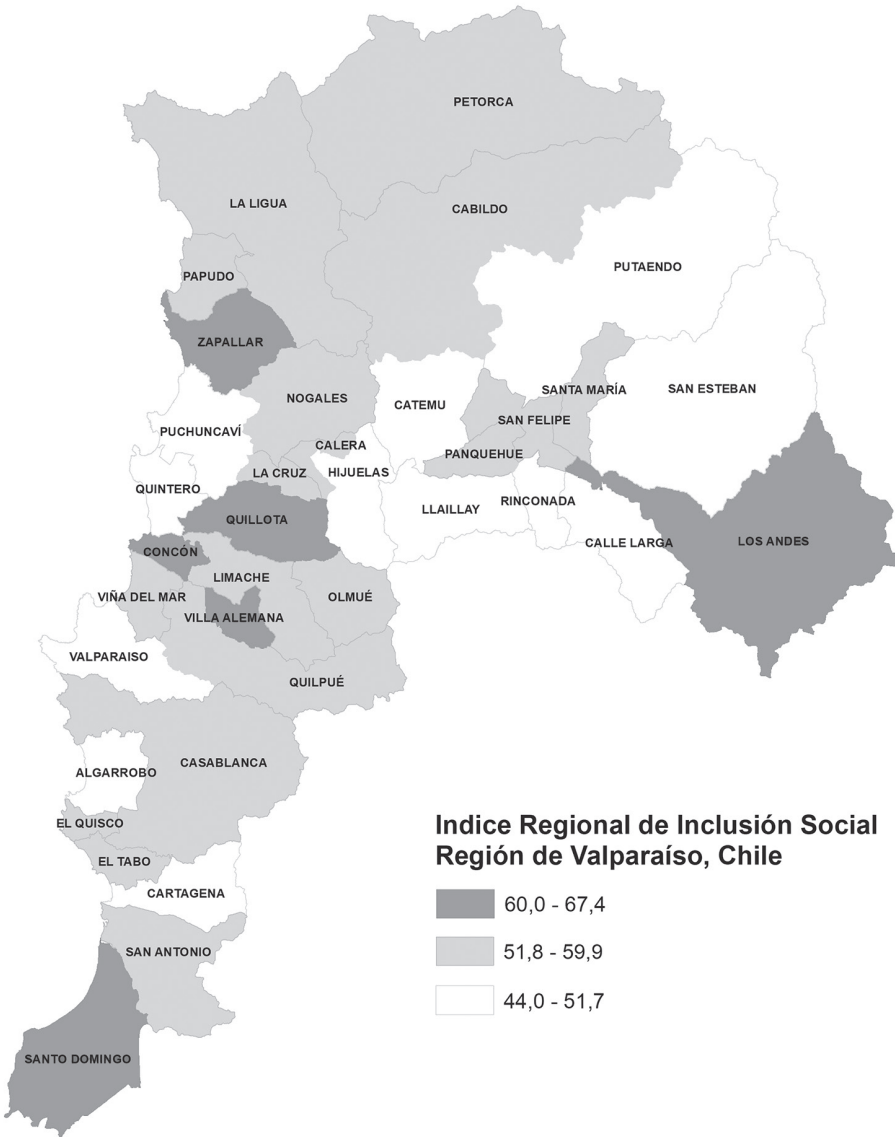 PETORCA
LA LIGUA
CABILDO
PUTAENDO
PAPUDO
ZAPALLAR
SANTA MARÍA
SAN ESTEBAN
NOGALES
CATEMU
SAN FELIPE
PUCHUNCAVÍ
CALERA
PANQUEHUE
LA CRUZ
HIJUELAS
QUINTERO
RINCONADA
LLAILLAY
QUILLOTA
CALLE LARGA
LOS ANDES
CONCÓN
LIMACHE
VIÑA DEL MAR
OLMUÉ
VILLA ALEMANA
VALPARAISO
QUILPUÉ
CASABLANCA
ALGARROBO
EL QUISCO
EL TABO
CARTAGENA
SAN ANTONIO
SANTO DOMINGO
Indice Regional de Inclusión Social
Región de Valparaíso, Chile
60,0 - 67,4
51,8 - 59,9
44,0 - 51,7